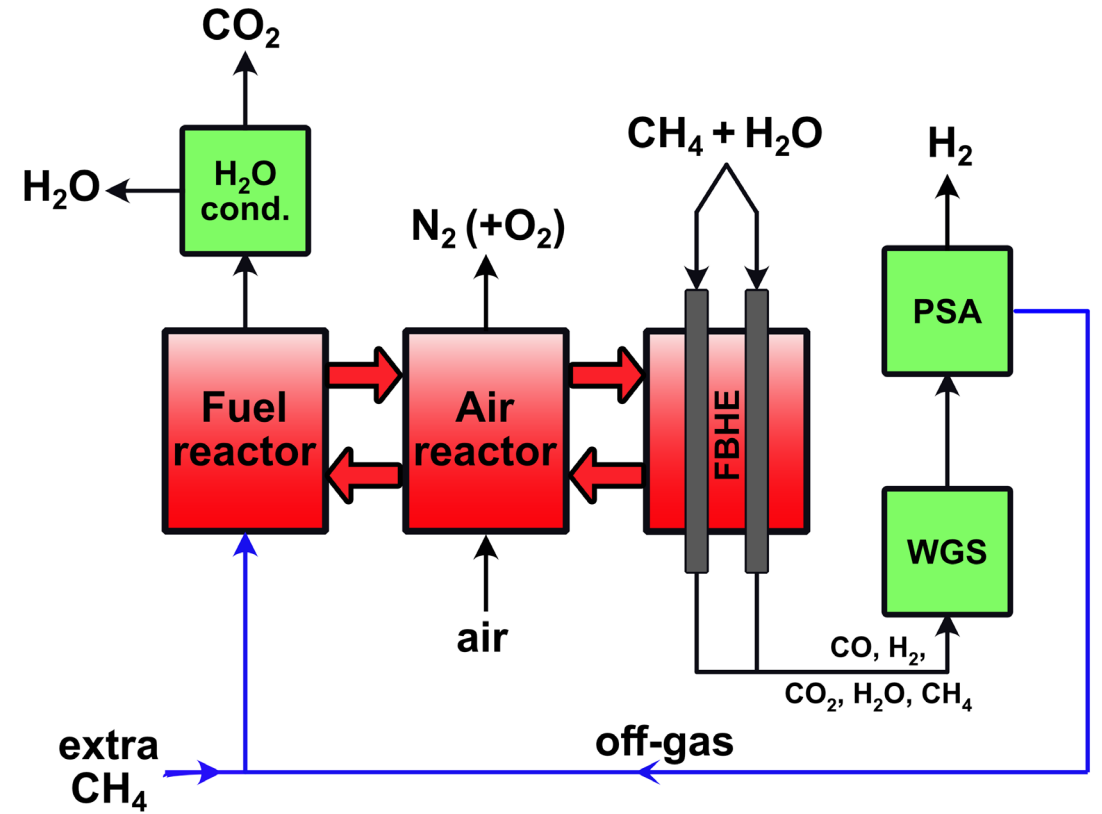 CO₂
H₂O
H₂O
cond.
CH₄ + H₂O
H₂
N₂ (+O₂)
PSA
Fuel
reactor
Air
reactor
FBHE
WGS
air
CO, H₂,
CO₂, H₂O, CH₄
extra
CH₄
off-gas